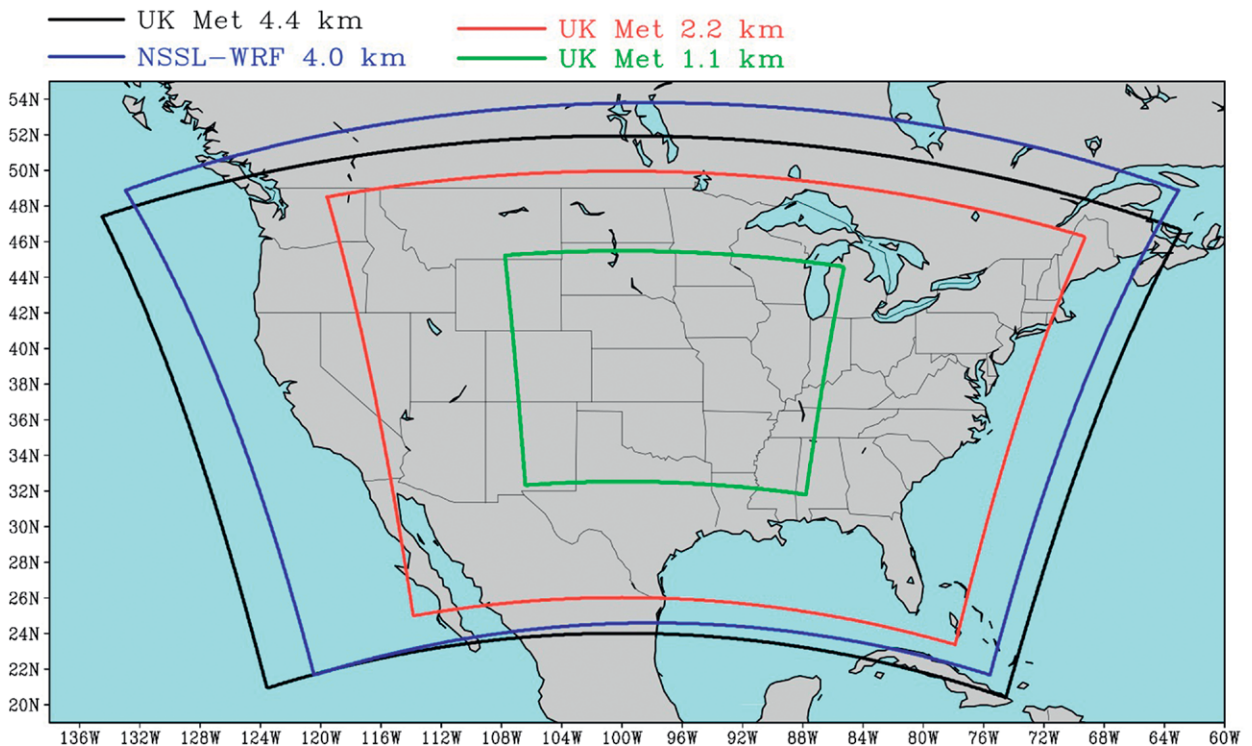 UK Met 4.4 km
UK Met 2.2 km
NSSL-WRF 4.0 km
UK Met 1.1 km
54N
52N
50N
48N
46N
44N
42N
40N
38N
36N
34N
32N
30N
28N
26N
24N
22N
20N
136W 132W 128W 124W 120W 116W 112W 108W 104W 100W 96W 92W 88W 84W 80W 76W 72W 68W 64W 60W